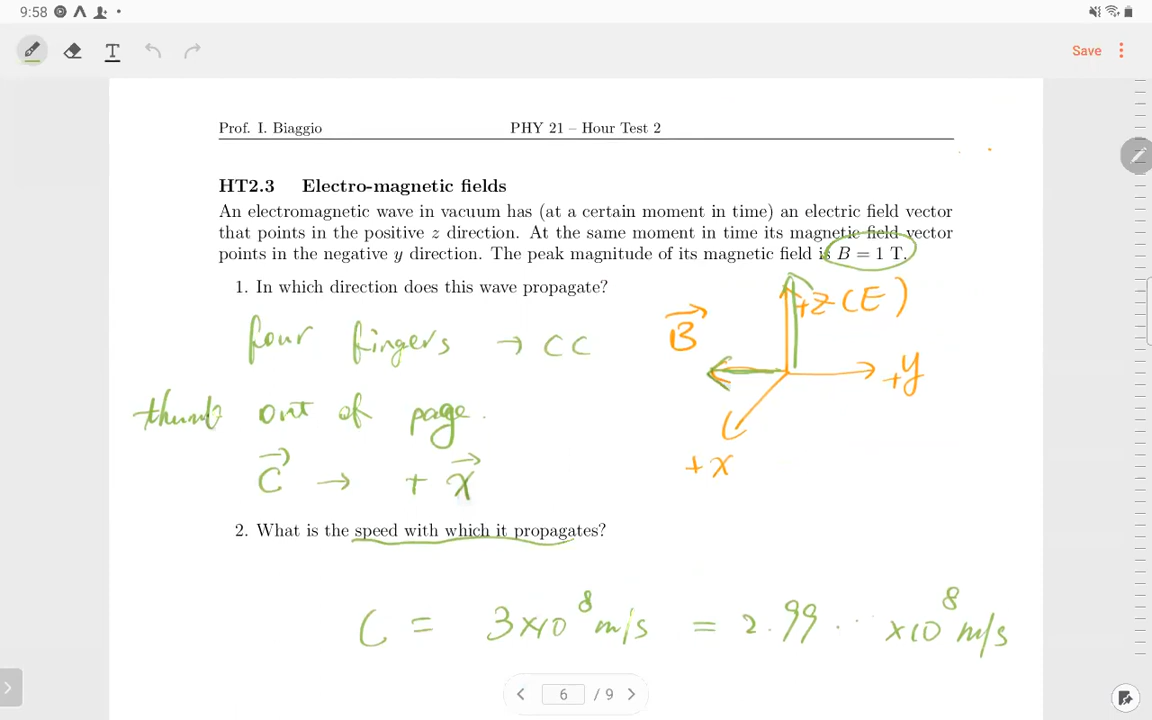 9:58
Save
Prof. I. Biaggio PHY 21 – Hour Test 2
HT2.3 Electro-magnetic fields
An electromagnetic wave in vacuum has (at a certain moment in time) an electric field vector
that points in the positive z direction. At the same moment in time its magnetic field vector
points in the negative y direction. The peak magnitude of its magnetic field is B = 1 T.
1. In which direction does this wave propagate?
+z (E)
B
four fingers → CC
+y
thumb out of page.
+x
C → + x
2. What is the speed with which it propagates?
C = 3×10^8 m/s = 2.99... ×10^8 m/s
6 / 9